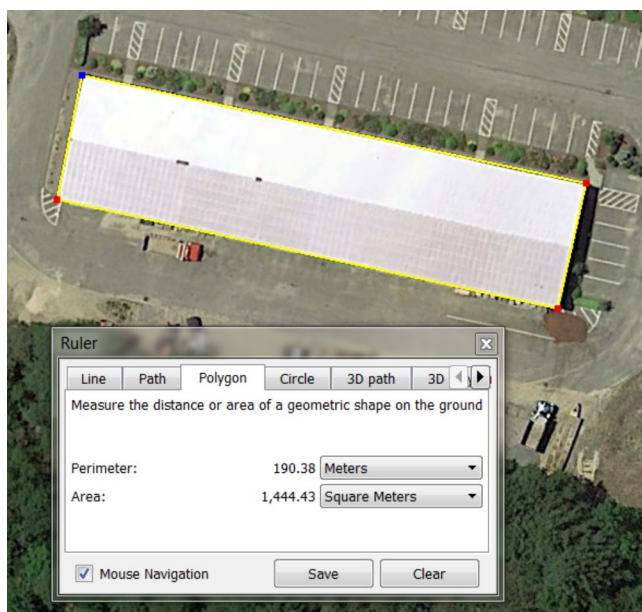 Ruler
Line Path Polygon Circle 3D path 3D
Measure the distance or area of a geometric shape on the ground
Perimeter: 190.38 Meters
Area: 1,444.43 Square Meters
Mouse Navigation Save Clear